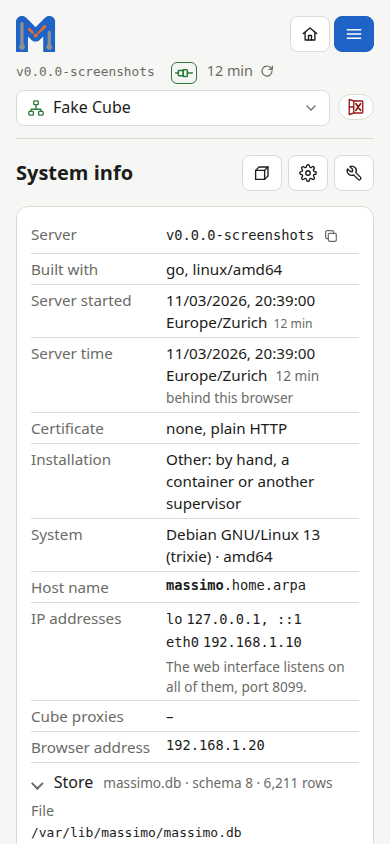 v0.0.0-screenshots 12 min
Fake Cube
System info
Server v0.0.0-screenshots
Built with go, linux/amd64
Server started 11/03/2026, 20:39:00
Europe/Zurich 12 min
Server time 11/03/2026, 20:39:00
Europe/Zurich 12 min
behind this browser
Certificate none, plain HTTP
Installation Other: by hand, a
container or another
supervisor
System Debian GNU/Linux 13
(trixie) · amd64
Host name massimo.home.arpa
IP addresses lo 127.0.0.1, ::1
eth0 192.168.1.10
The web interface listens on
all of them, port 8099.
Cube proxies –
Browser address 192.168.1.20
Store massimo.db · schema 8 · 6,211 rows
File
/var/lib/massimo/massimo.db